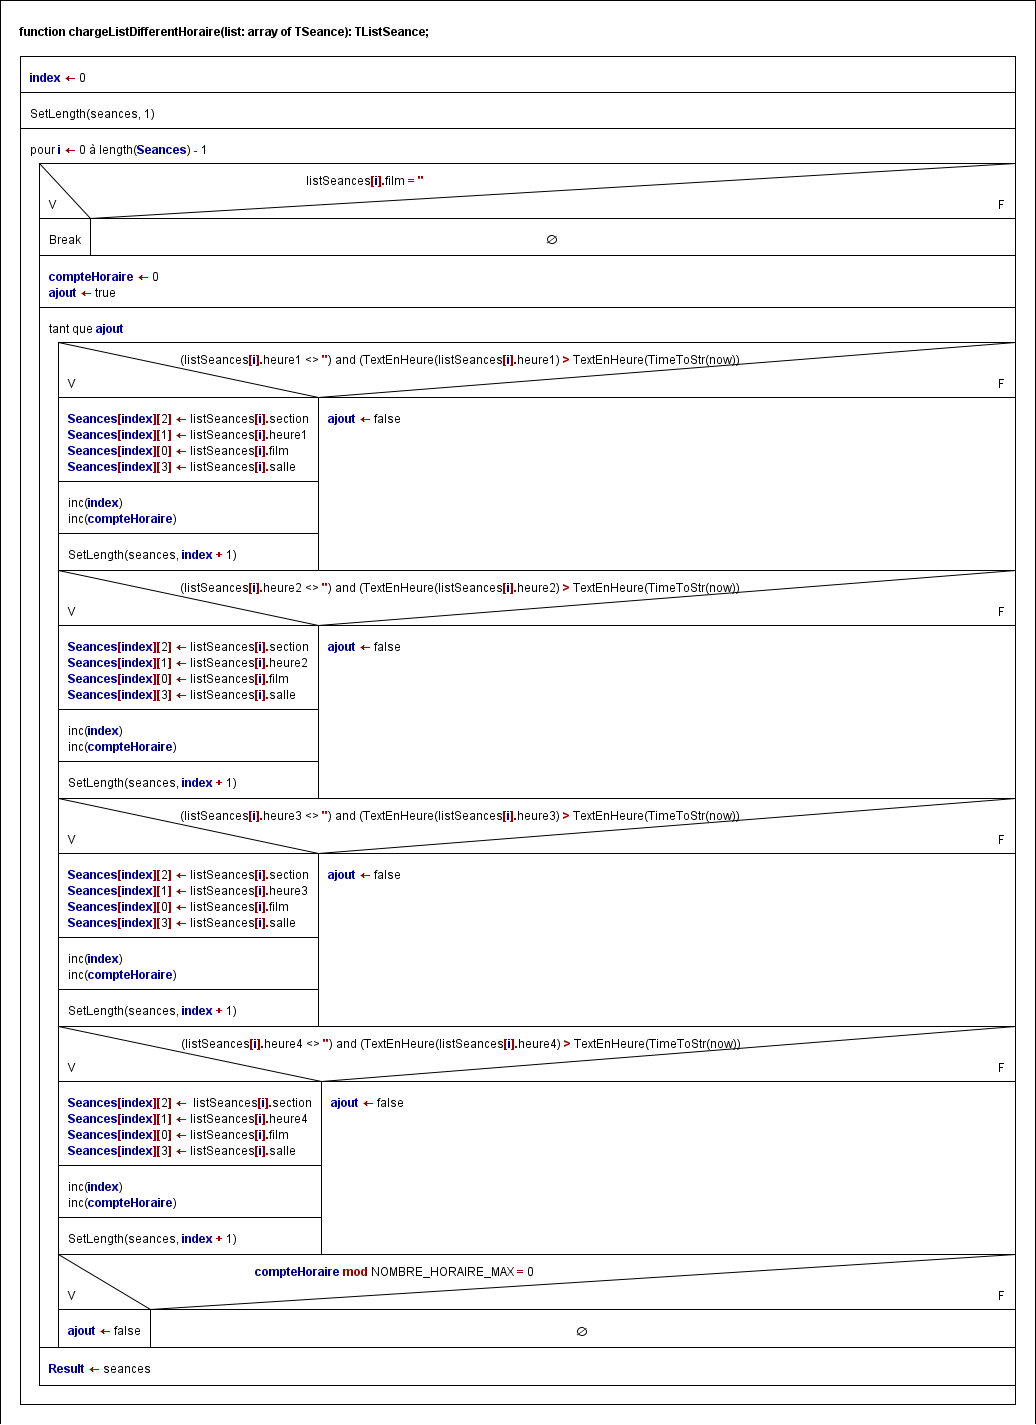 function chargeListDifferentHoraire(list: array of TSeance): TListSeance;
index ← 0
SetLength(seances, 1)
pour i ← 0 à length(Seances) - 1
listSeances[i].film = ''
V
F
Break
∅
compteHoraire ← 0
ajout ← true
tant que ajout
(listSeances[i].heure1 <> '') and (TextEnHeure(listSeances[i].heure1) > TextEnHeure(TimeToStr(now))
V
F
Seances[index][2] ← listSeances[i].section
Seances[index][1] ← listSeances[i].heure1
Seances[index][0] ← listSeances[i].film
Seances[index][3] ← listSeances[i].salle
ajout ← false
inc(index)
inc(compteHoraire)
SetLength(seances, index + 1)
(listSeances[i].heure2 <> '') and (TextEnHeure(listSeances[i].heure2) > TextEnHeure(TimeToStr(now))
V
F
Seances[index][2] ← listSeances[i].section
Seances[index][1] ← listSeances[i].heure2
Seances[index][0] ← listSeances[i].film
Seances[index][3] ← listSeances[i].salle
ajout ← false
inc(index)
inc(compteHoraire)
SetLength(seances, index + 1)
(listSeances[i].heure3 <> '') and (TextEnHeure(listSeances[i].heure3) > TextEnHeure(TimeToStr(now))
V
F
Seances[index][2] ← listSeances[i].section
Seances[index][1] ← listSeances[i].heure3
Seances[index][0] ← listSeances[i].film
Seances[index][3] ← listSeances[i].salle
ajout ← false
inc(index)
inc(compteHoraire)
SetLength(seances, index + 1)
(listSeances[i].heure4 <> '') and (TextEnHeure(listSeances[i].heure4) > TextEnHeure(TimeToStr(now))
V
F
Seances[index][2] ← listSeances[i].section
Seances[index][1] ← listSeances[i].heure4
Seances[index][0] ← listSeances[i].film
Seances[index][3] ← listSeances[i].salle
ajout ← false
inc(index)
inc(compteHoraire)
SetLength(seances, index + 1)
compteHoraire mod NOMBRE_HORAIRE_MAX = 0
V
F
ajout ← false
∅
Result ← seances